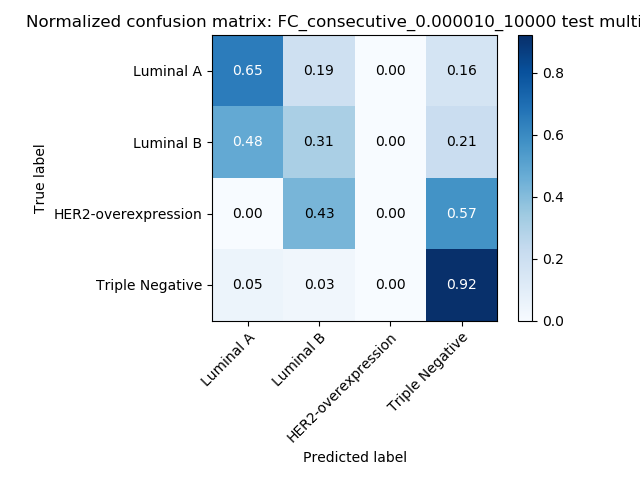 Normalized confusion matrix: FC_consecutive_0.000010_10000 test multi
Luminal A 0.65 0.19 0.00 0.16
Luminal B 0.48 0.31 0.00 0.21
HER2-overexpression 0.00 0.43 0.00 0.57
Triple Negative 0.05 0.03 0.00 0.92
True label
Luminal A
Luminal B
HER2-overexpression
Triple Negative
Predicted label
0.8
0.6
0.4
0.2
0.0